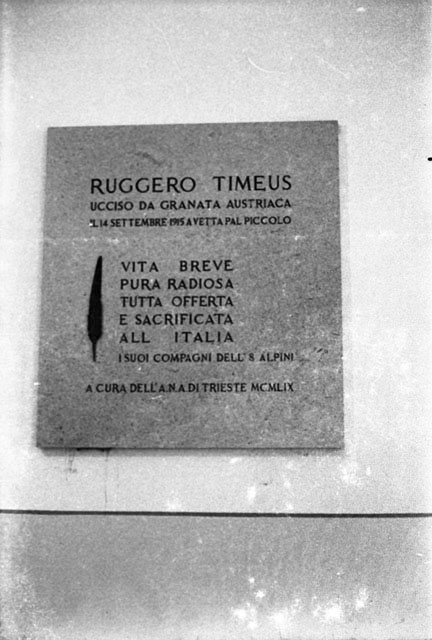 RUGGERO TIMEUS
UCCISO DA GRANATA AUSTRIACA
IL 14 SETTEMBRE 1915 A VETTA PAL PICCOLO
VITA BREVE
PURA RADIOSA
TUTTA OFFERTA
E SACRIFICATA
ALL ITALIA
I SUOI COMPAGNI DELL'8 ALPINI
A CURA DELL'A.N.A DI TRIESTE MCMLIX